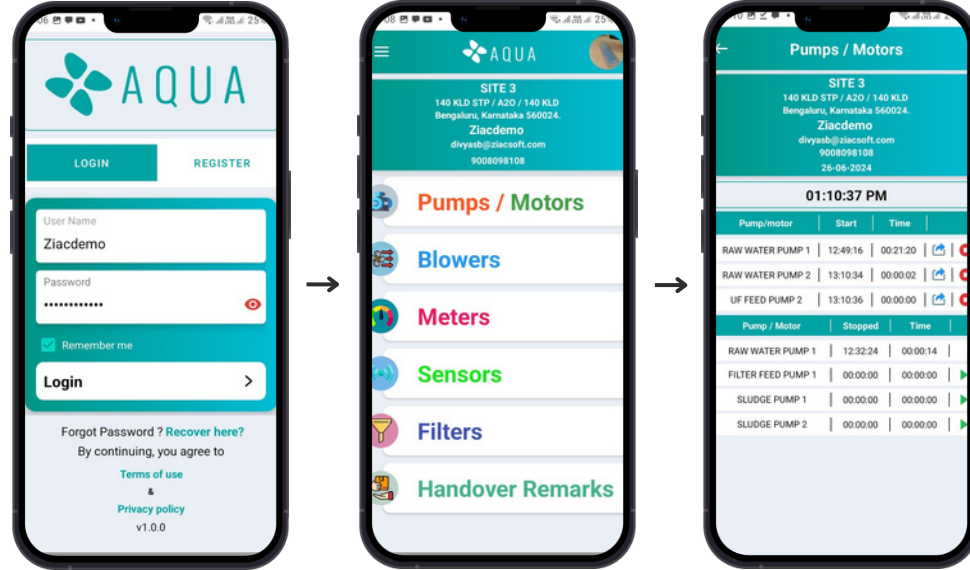 06 25%
AQUA
LOGIN REGISTER
User Name
Ziacdemo
Password
••••••••••••
Remember me
Login
Forgot Password ? Recover here?
By continuing, you agree to
Terms of use
&
Privacy policy
v1.0.0
08 25%
AQUA
SITE 3
140 KLD STP / A2O / 140 KLD
Bengaluru, Karnataka 560024.
Ziacdemo
divyasb@ziacsoft.com
9008098108
Pumps / Motors
Blowers
Meters
Sensors
Filters
Handover Remarks
10
Pumps / Motors
SITE 3
140 KLD STP / A2O / 140 KLD
Bengaluru, Karnataka 560024.
Ziacdemo
divyasb@ziacsoft.com
9008098108
26-06-2024
01:10:37 PM
Pump/motor Start Time
RAW WATER PUMP 1 12:49:16 00:21:20
RAW WATER PUMP 2 13:10:34 00:00:02
UF FEED PUMP 2 13:10:36 00:00:00
Pump / Motor Stopped Time
RAW WATER PUMP 1 12:32:24 00:00:14
FILTER FEED PUMP 1 00:00:00 00:00:00
SLUDGE PUMP 1 00:00:00 00:00:00
SLUDGE PUMP 2 00:00:00 00:00:00